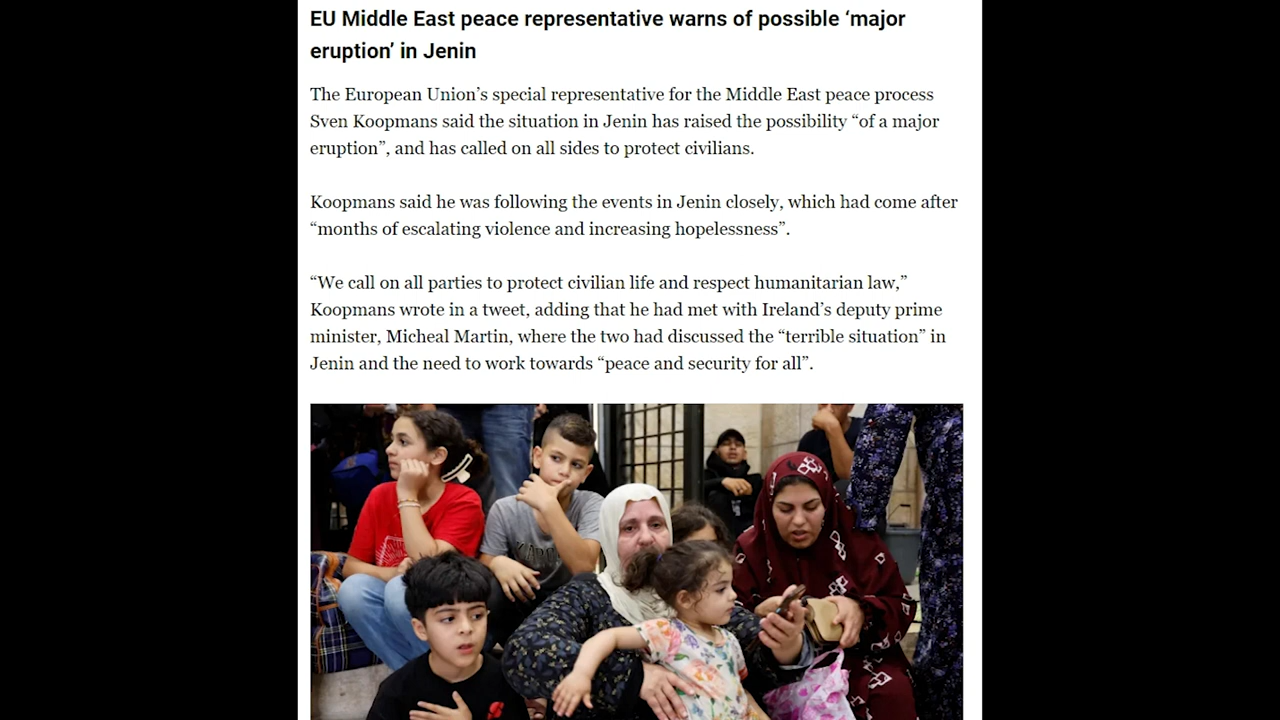 EU Middle East peace representative warns of possible ‘major
eruption’ in Jenin
The European Union’s special representative for the Middle East peace process
Sven Koopmans said the situation in Jenin has raised the possibility “of a major
eruption”, and has called on all sides to protect civilians.
Koopmans said he was following the events in Jenin closely, which had come after
“months of escalating violence and increasing hopelessness”.
“We call on all parties to protect civilian life and respect humanitarian law,”
Koopmans wrote in a tweet, adding that he had met with Ireland’s deputy prime
minister, Micheal Martin, where the two had discussed the “terrible situation” in
Jenin and the need to work towards “peace and security for all”.